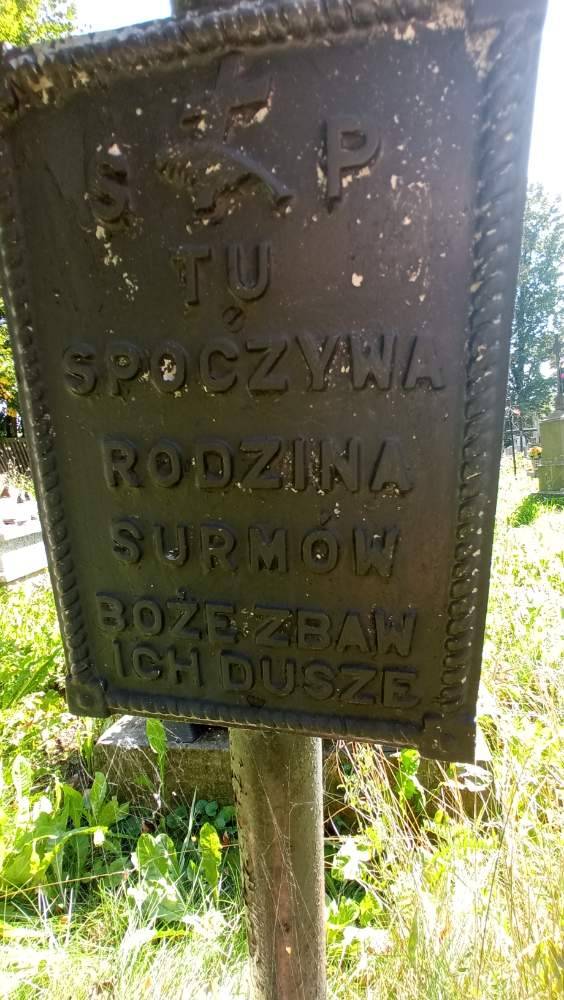 S P
TU
SPOCZYWA
RODZINA
SURMÓW
BOŻE ZBAW
ICH DUSZE